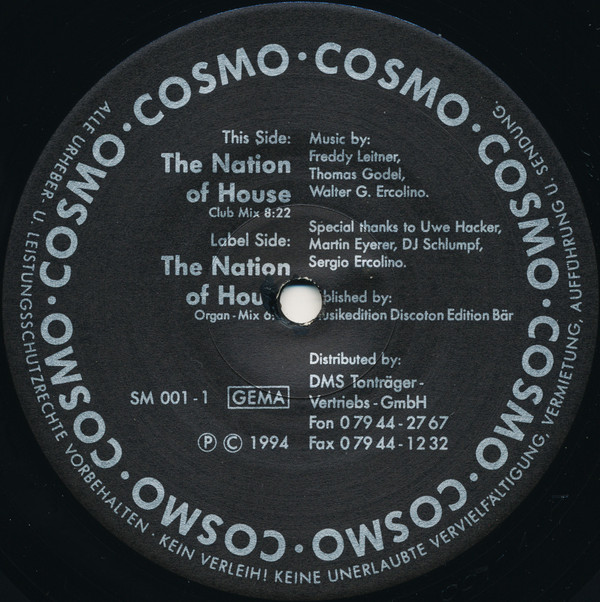 COSMO · COSMO · COSMO · COSMO · COSMO · COSMO · COSMO · COSMO ·
This Side:
The Nation
of House
Club Mix 8:22
Label Side:
The Nation
of Hou
Organ - Mix 6
SM 001 - 1 GEMA
Ⓟ © 1994
Music by:
Freddy Leitner,
Thomas Godel,
Walter G. Ercolino.
Special thanks to Uwe Hacker,
Martin Eyerer, DJ Schlumpf,
Sergio Ercolino.
ublished by:
usikedition Discoton Edition Bär
Distributed by:
DMS Tonträger -
Vertriebs - GmbH
Fon 0 79 44 - 27 67
Fax 0 79 44 - 12 32
ALLE URHEBER- U. LEISTUNGSSCHUTZRECHTE VORBEHALTEN · KEIN VERLEIH! KEINE UNERLAUBTE VERVIELFÄLTIGUNG, VERMIETUNG, AUFFÜHRUNG U. SENDUNG.